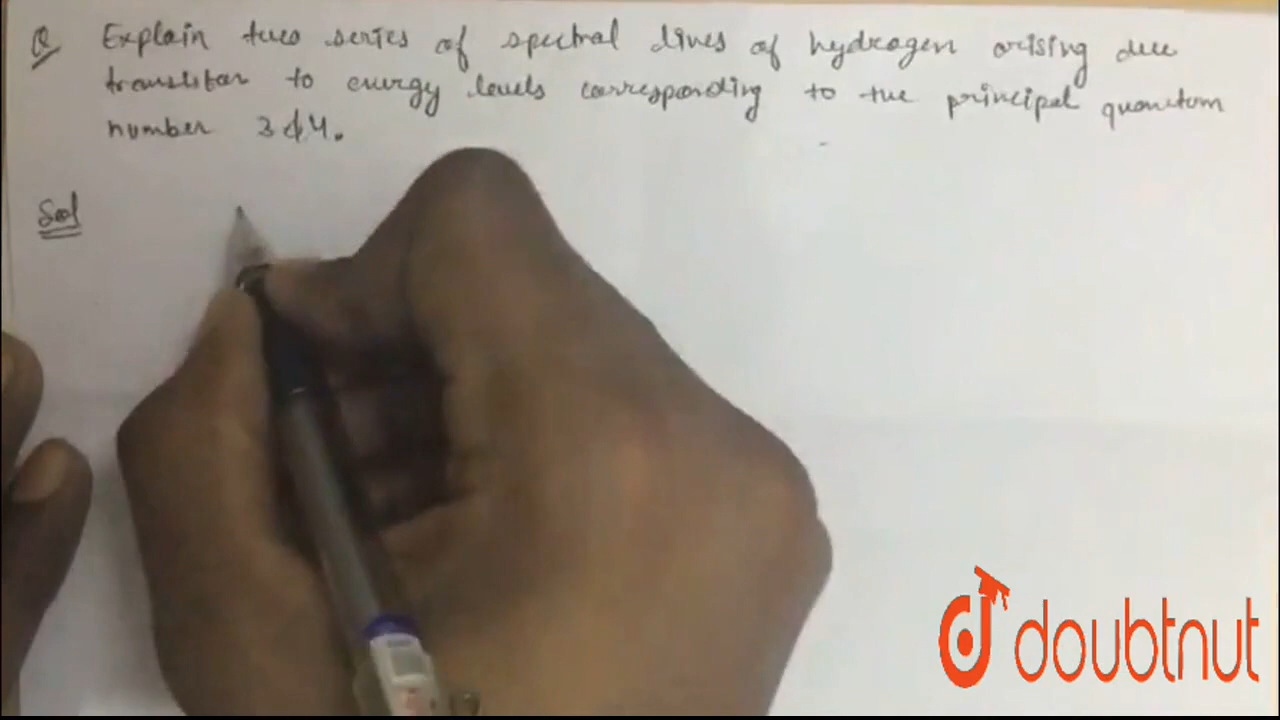 Q Explain two series of spectral lines of hydrogen arising due
transistor to energy levels corresponding to the principal quantum
number 3 & 4.
Sol
doubtnut